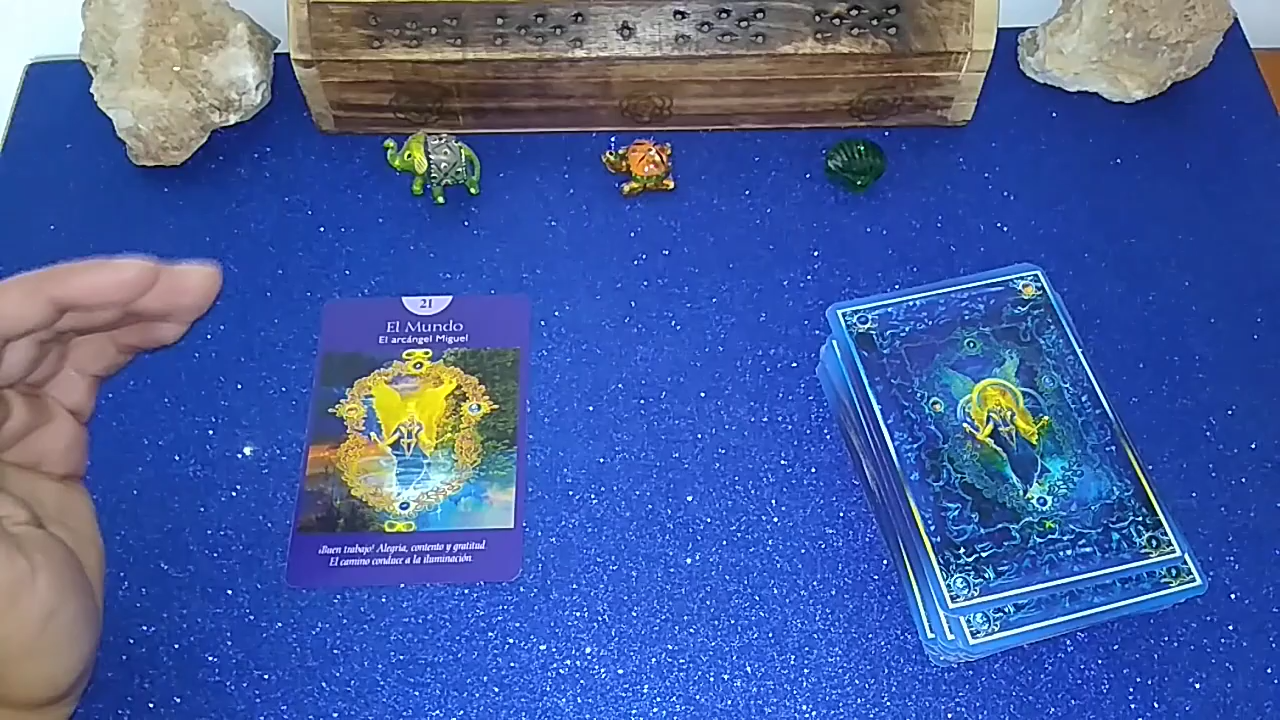 21
El Mundo
El arcángel Miguel
¡Buen trabajo! Alegría, contento y gratitud.
El camino conduce a la iluminación.